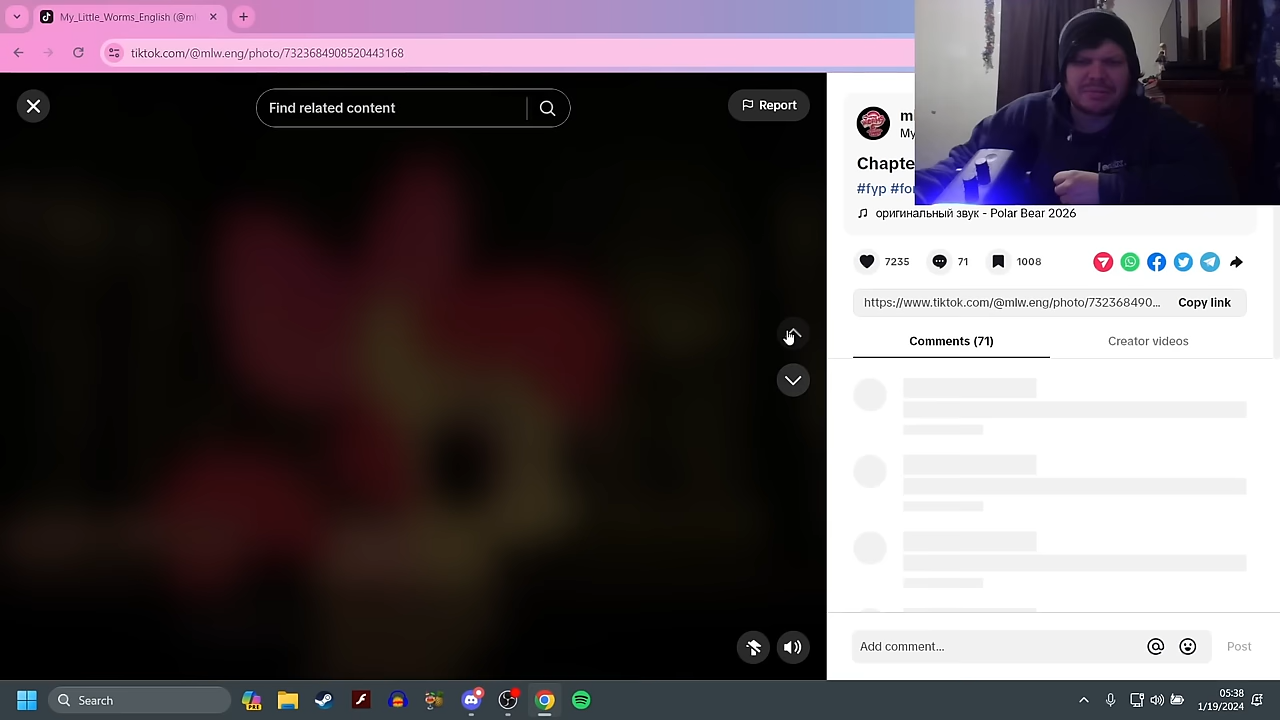 My_Little_Worms_English (@ml
tiktok.com/@mlw.eng/photo/7323684908520443168
Find related content
Report
Chapte
#fyp #fo
оригинальный звук - Polar Bear 2026
7235
71
1008
https://www.tiktok.com/@mlw.eng/photo/732368490...
Copy link
Comments (71)
Creator videos
Add comment...
Post
Search
05:38
1/19/2024